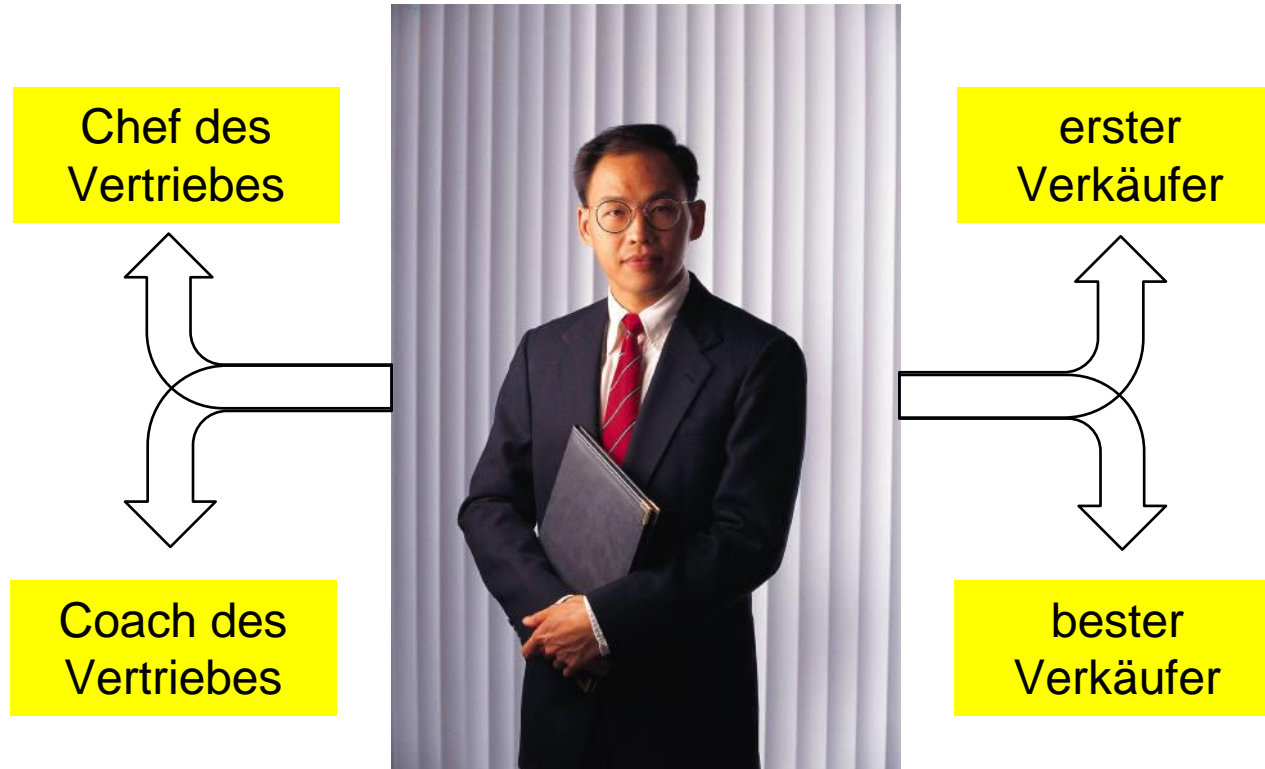 Chef des
Vertriebes
erster
Verkäufer
Coach des
Vertriebes
bester
Verkäufer